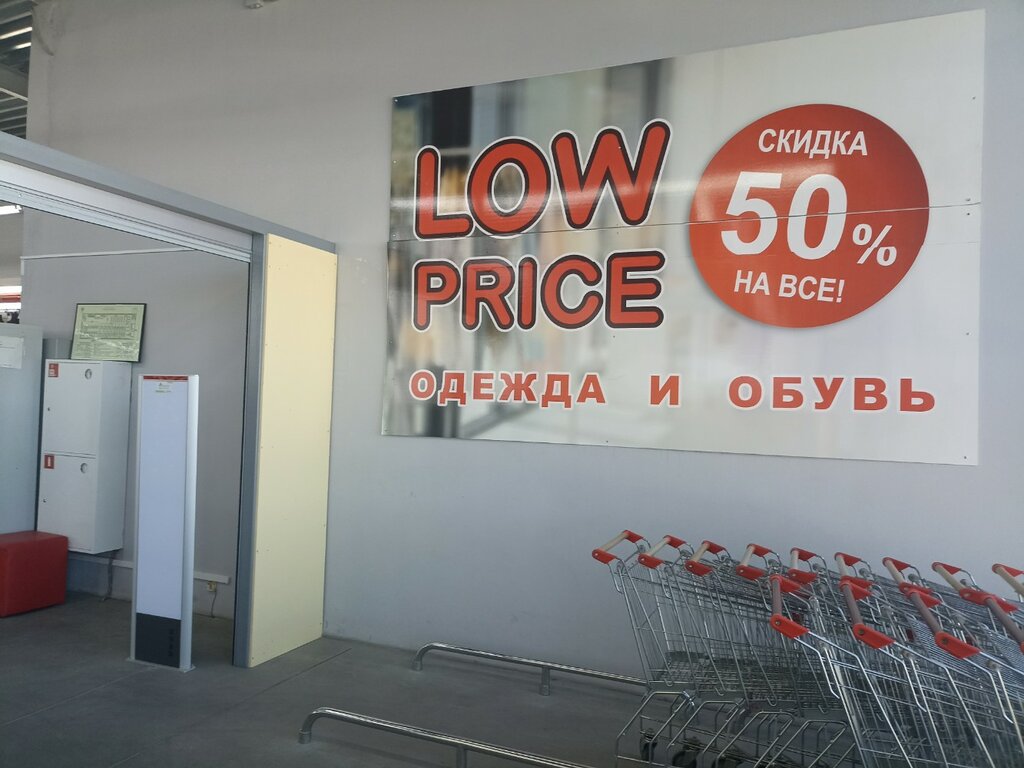 LOW
PRICE
СКИДКА
50%
НА ВСЕ!
ОДЕЖДА И ОБУВЬ